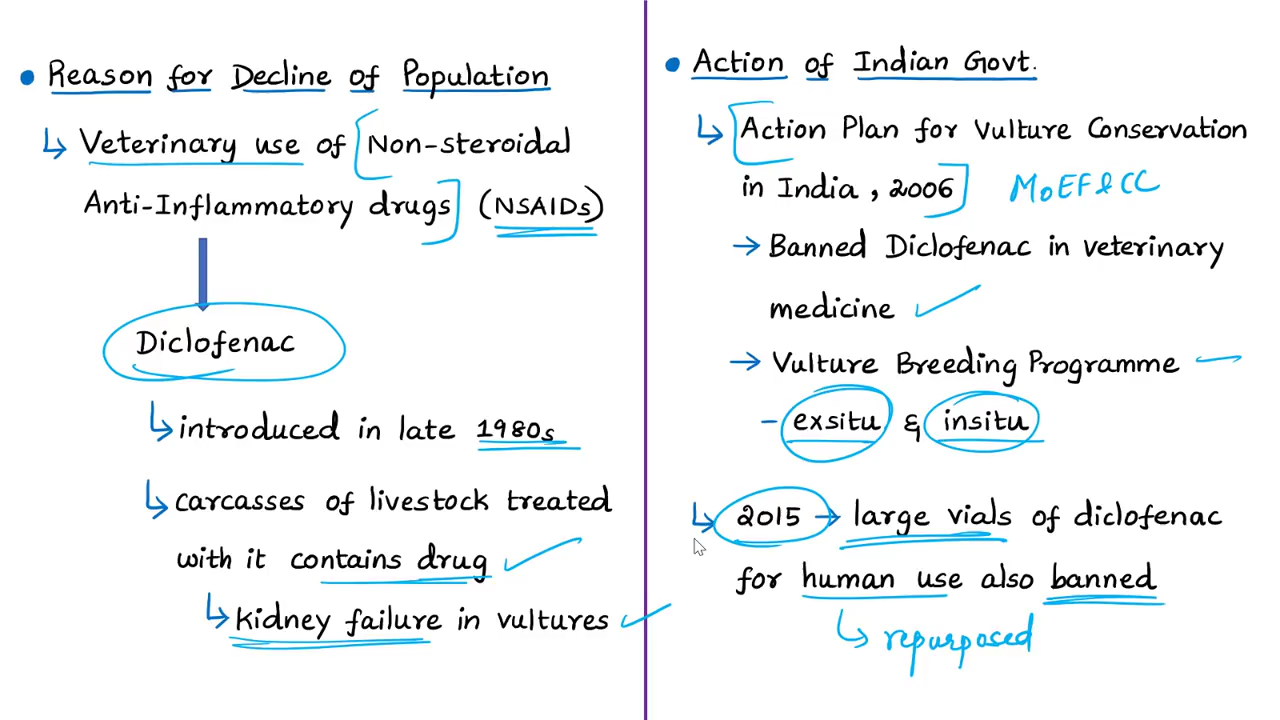 • Reason for Decline of Population
↳ Veterinary use of [Non-steroidal
Anti-Inflammatory drugs] (NSAIDs)
Diclofenac
↳ introduced in late 1980s
↳ carcasses of livestock treated
with it contains drug
↳ kidney failure in vultures
• Action of Indian Govt.
↳ [Action Plan for Vulture Conservation
in India, 2006] MoEF&CC
→ Banned Diclofenac in veterinary
medicine
→ Vulture Breeding Programme
- exsitu & insitu
↳ 2015 → large vials of diclofenac
for human use also banned
↳ repurposed